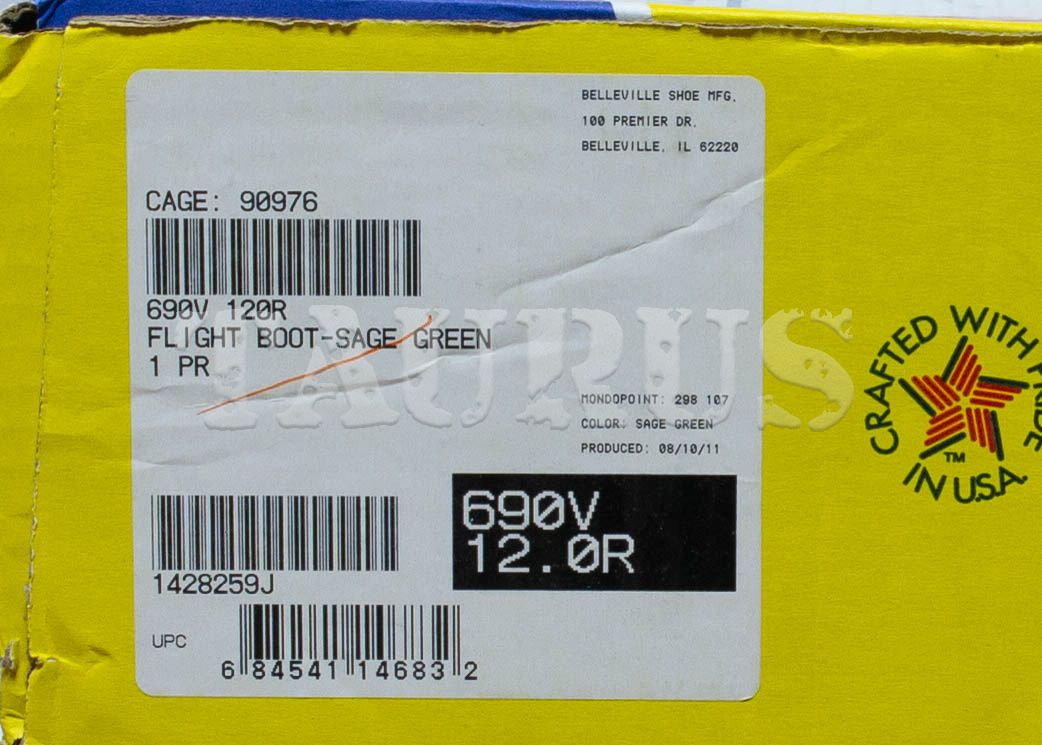 BELLEVILLE SHOE MFG.
100 PREMIER DR.
BELLEVILLE, IL 62220
CAGE: 90976
690V 120R
FLIGHT BOOT-SAGE GREEN
1 PR
TAURUS
MONDOPOINT: 298 107
COLOR: SAGE GREEN
PRODUCED: 08/10/11
690V
12.0R
1428259J
UPC
6 84541 14683 2
CRAFTED WITH PRIDE
IN U.S.A.
TM